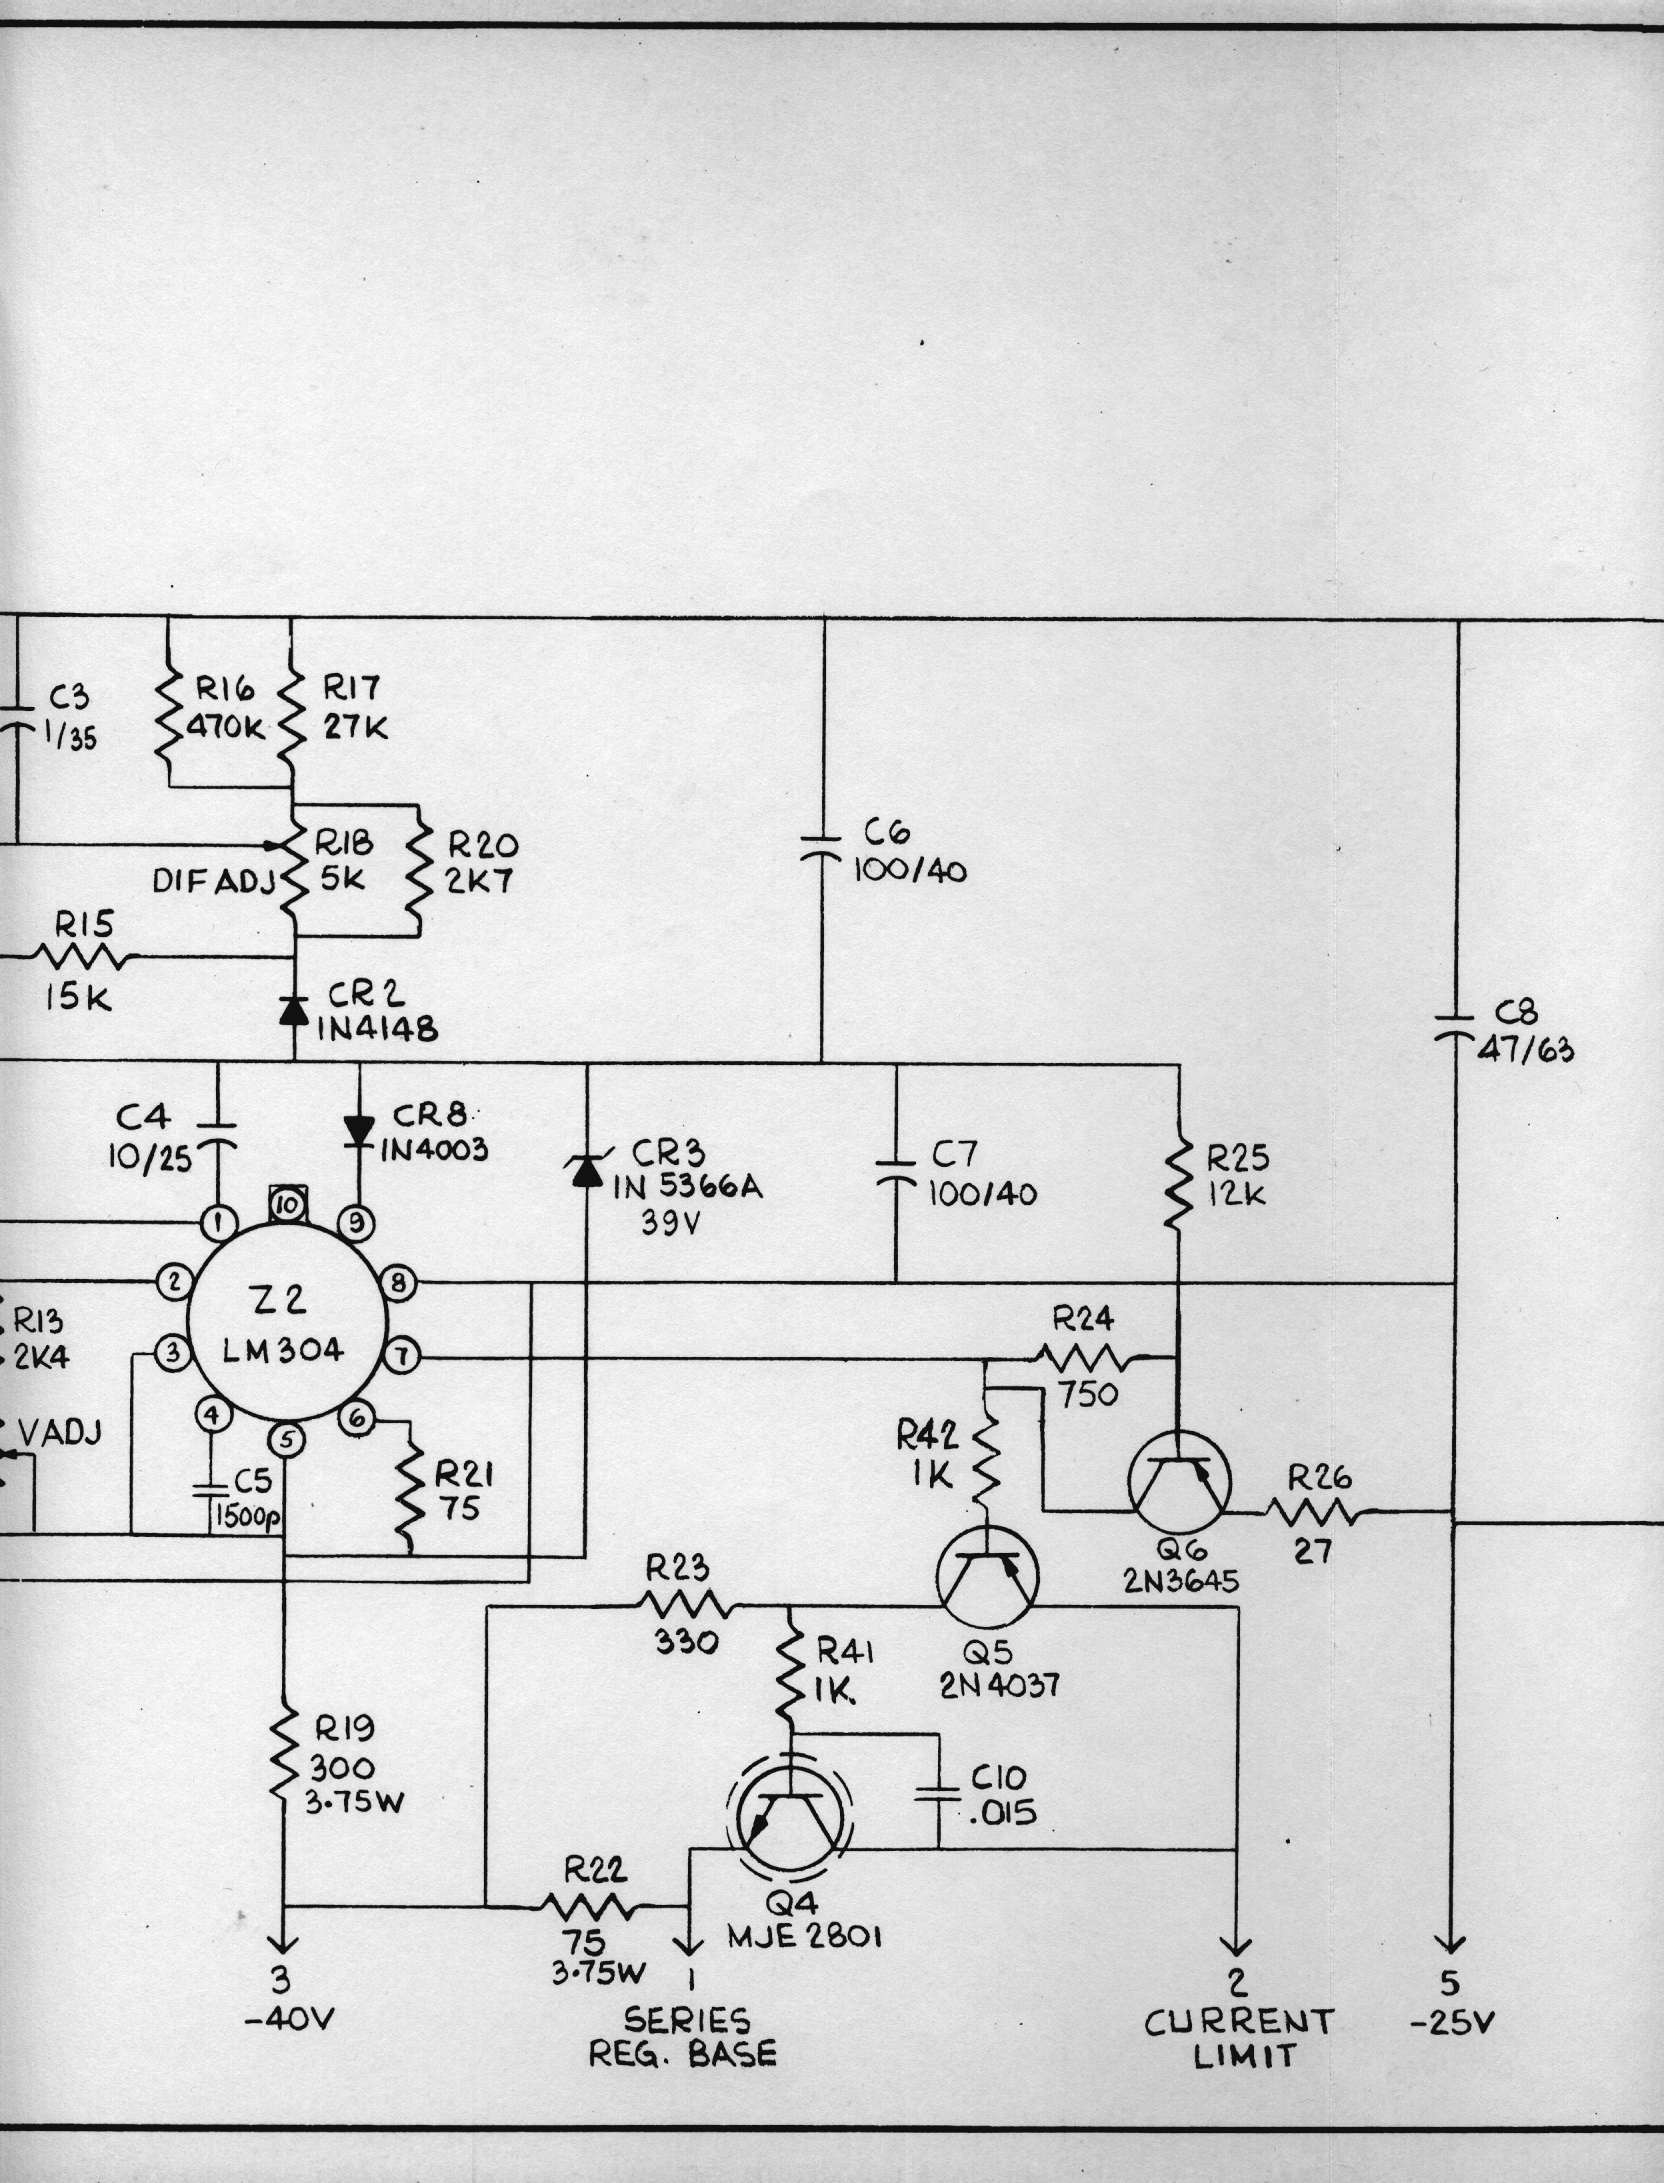 C3
1/35
R16
470K
R17
27K
R18
5K
DIF ADJ
R20
2K7
C6
100/40
R15
15K
CR2
IN4148
C8
47/63
C4
10/25
CR8
IN4003
CR3
IN 5366A
39V
C7
100/40
R25
12K
1
10
9
2
8
Z2
LM304
3
7
4
5
6
R13
2K4
VADJ
C5
1500p
R21
75
R24
750
R42
1K
R26
27
Q6
2N3645
R23
330
R41
1K.
Q5
2N4037
R19
300
3.75W
C10
.015
R22
75
3.75W
Q4
MJE 2801
3
-40V
1
SERIES
REG. BASE
2
CURRENT
LIMIT
5
-25V